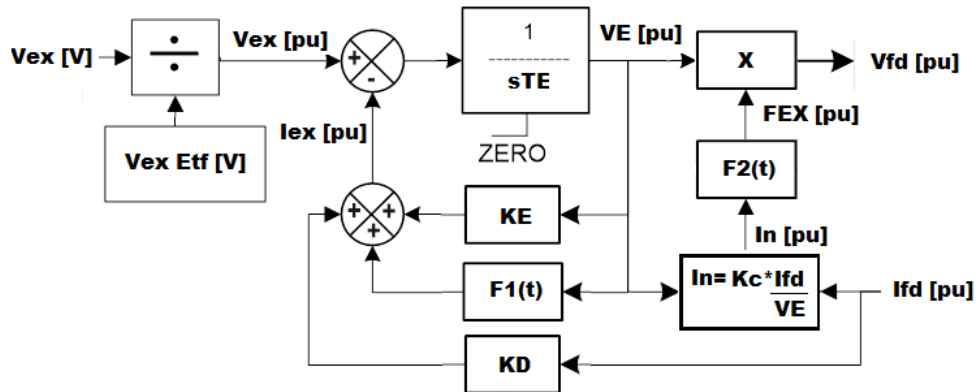 Vex [V]
÷
Vex [pu]
+
-
1
sTE
VE [pu]
X
Vfd [pu]
Vex Etf [V]
Iex [pu]
ZERO
FEX [pu]
F2(t)
+
+
+
KE
In [pu]
F1(t)
In= Kc*Ifd
VE
Ifd [pu]
KD